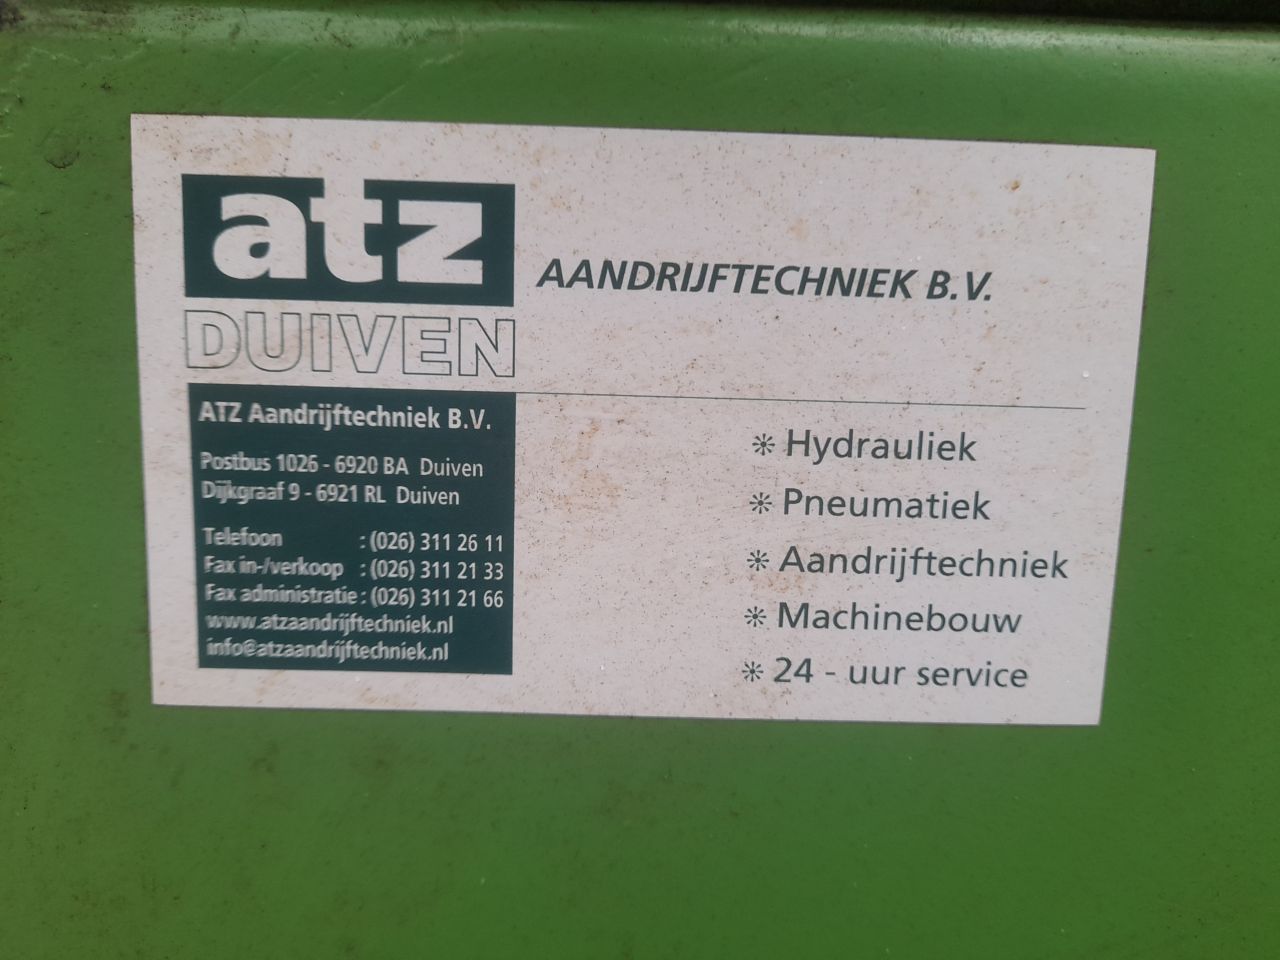 atz
DUIVEN
AANDRIJFTECHNIEK B.V.
ATZ Aandrijftechniek B.V.
Postbus 1026 - 6920 BA Duiven
Dijkgraaf 9 - 6921 RL Duiven
Telefoon : (026) 311 26 11
Fax in-/verkoop : (026) 311 21 33
Fax administratie : (026) 311 21 66
www.atzaandrijftechniek.nl
info@atzaandrijftechniek.nl
✻ Hydrauliek
✻ Pneumatiek
✻ Aandrijftechniek
✻ Machinebouw
✻ 24 - uur service